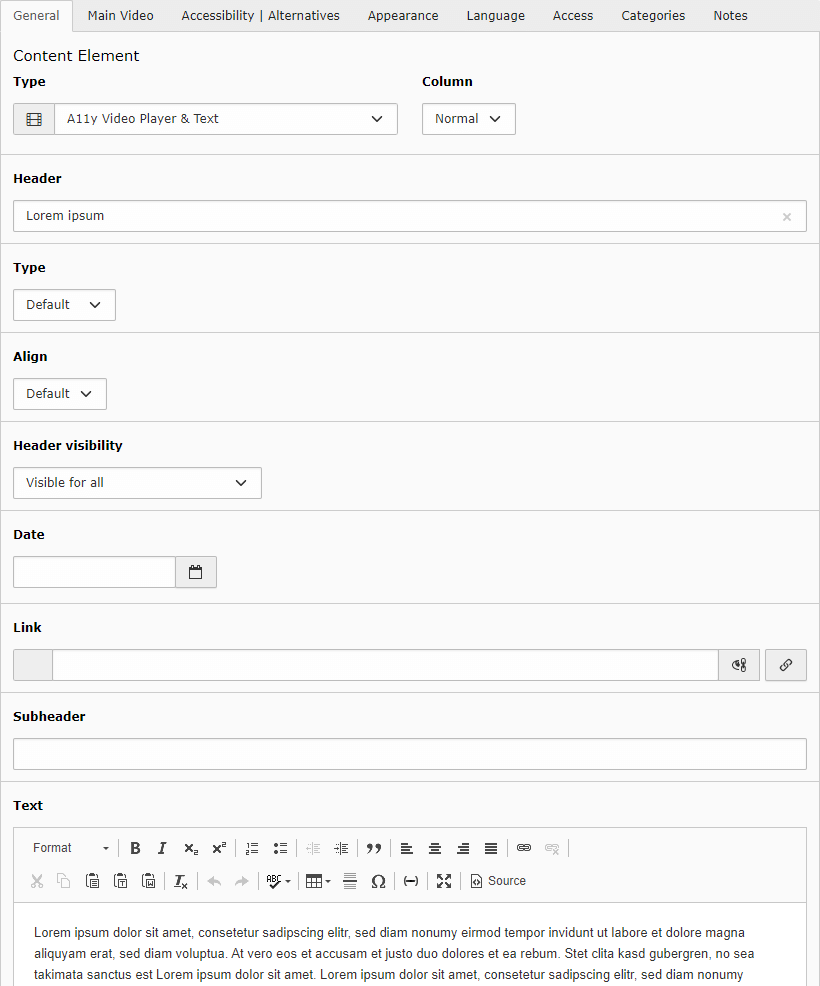 General Main Video Accessibility | Alternatives Appearance Language Access Categories Notes
Content Element
Type Column
A11y Video Player & Text Normal
Header
Lorem ipsum
Type
Default
Align
Default
Header visibility
Visible for all
Date
Link
Subheader
Text
Format B I x₂ x²
ABC Ω Source
Lorem ipsum dolor sit amet, consetetur sadipscing elitr, sed diam nonumy eirmod tempor invidunt ut labore et dolore magna
aliquyam erat, sed diam voluptua. At vero eos et accusam et justo duo dolores et ea rebum. Stet clita kasd gubergren, no sea
takimata sanctus est Lorem ipsum dolor sit amet. Lorem ipsum dolor sit amet, consetetur sadipscing elitr, sed diam nonumy